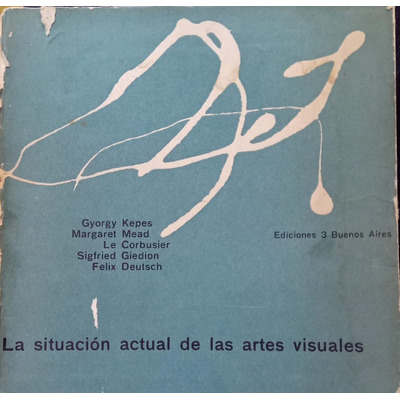 Gyorgy Kepes
Margaret Mead
Le Corbusier
Sigfried Giedion
Felix Deutsch
Ediciones 3 Buenos Aires
La situación actual de las artes visuales